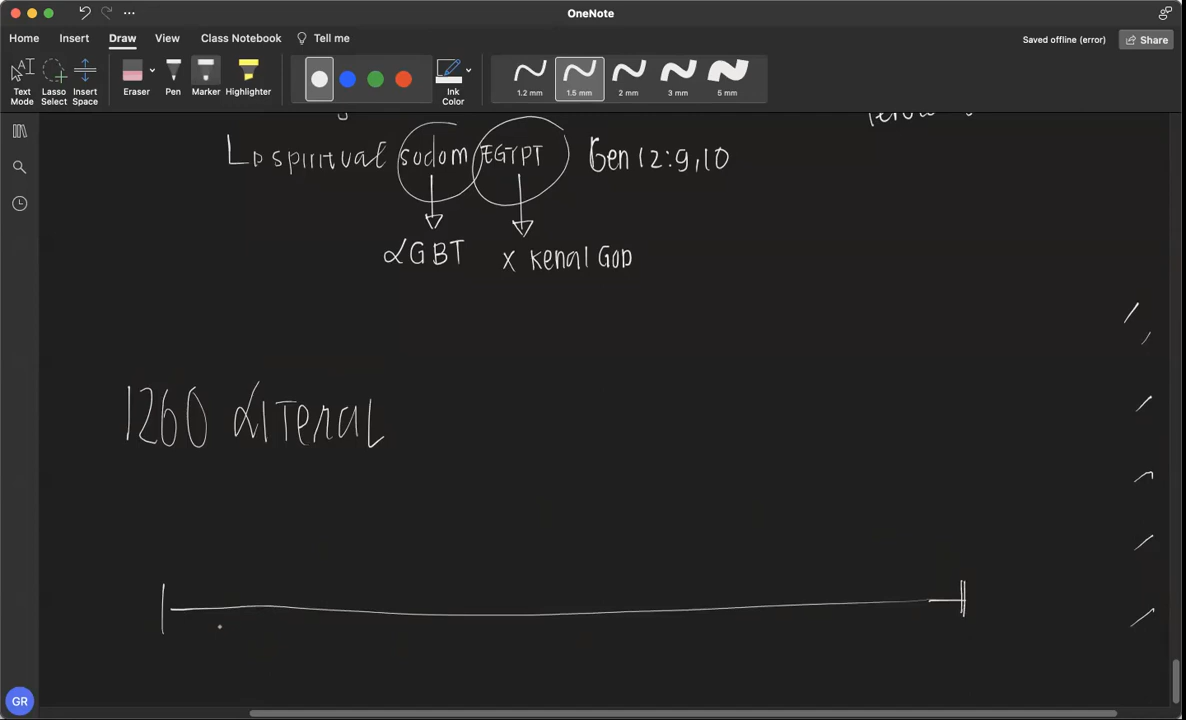 OneNote
Home Insert Draw View Class Notebook Tell me
Saved offline (error) Share
Text Mode
Lasso Select
Insert Space
Eraser
Pen
Marker
Highlighter
Ink Color
1.2 mm 1.5 mm 2 mm 3 mm 5 mm
spiritual sodom EGYPT Gen 12:9,10
LGBT x kenal GOD
1260 LITeral
GR